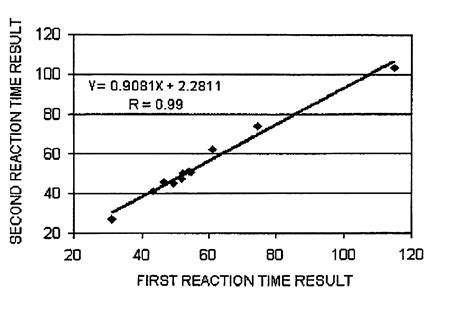 120
100
80
60
40
20
SECOND REACTION TIME RESULT
Y= 0.9081X + 2.2811
R = 0.99
20 40 60 80 100 120
FIRST REACTION TIME RESULT